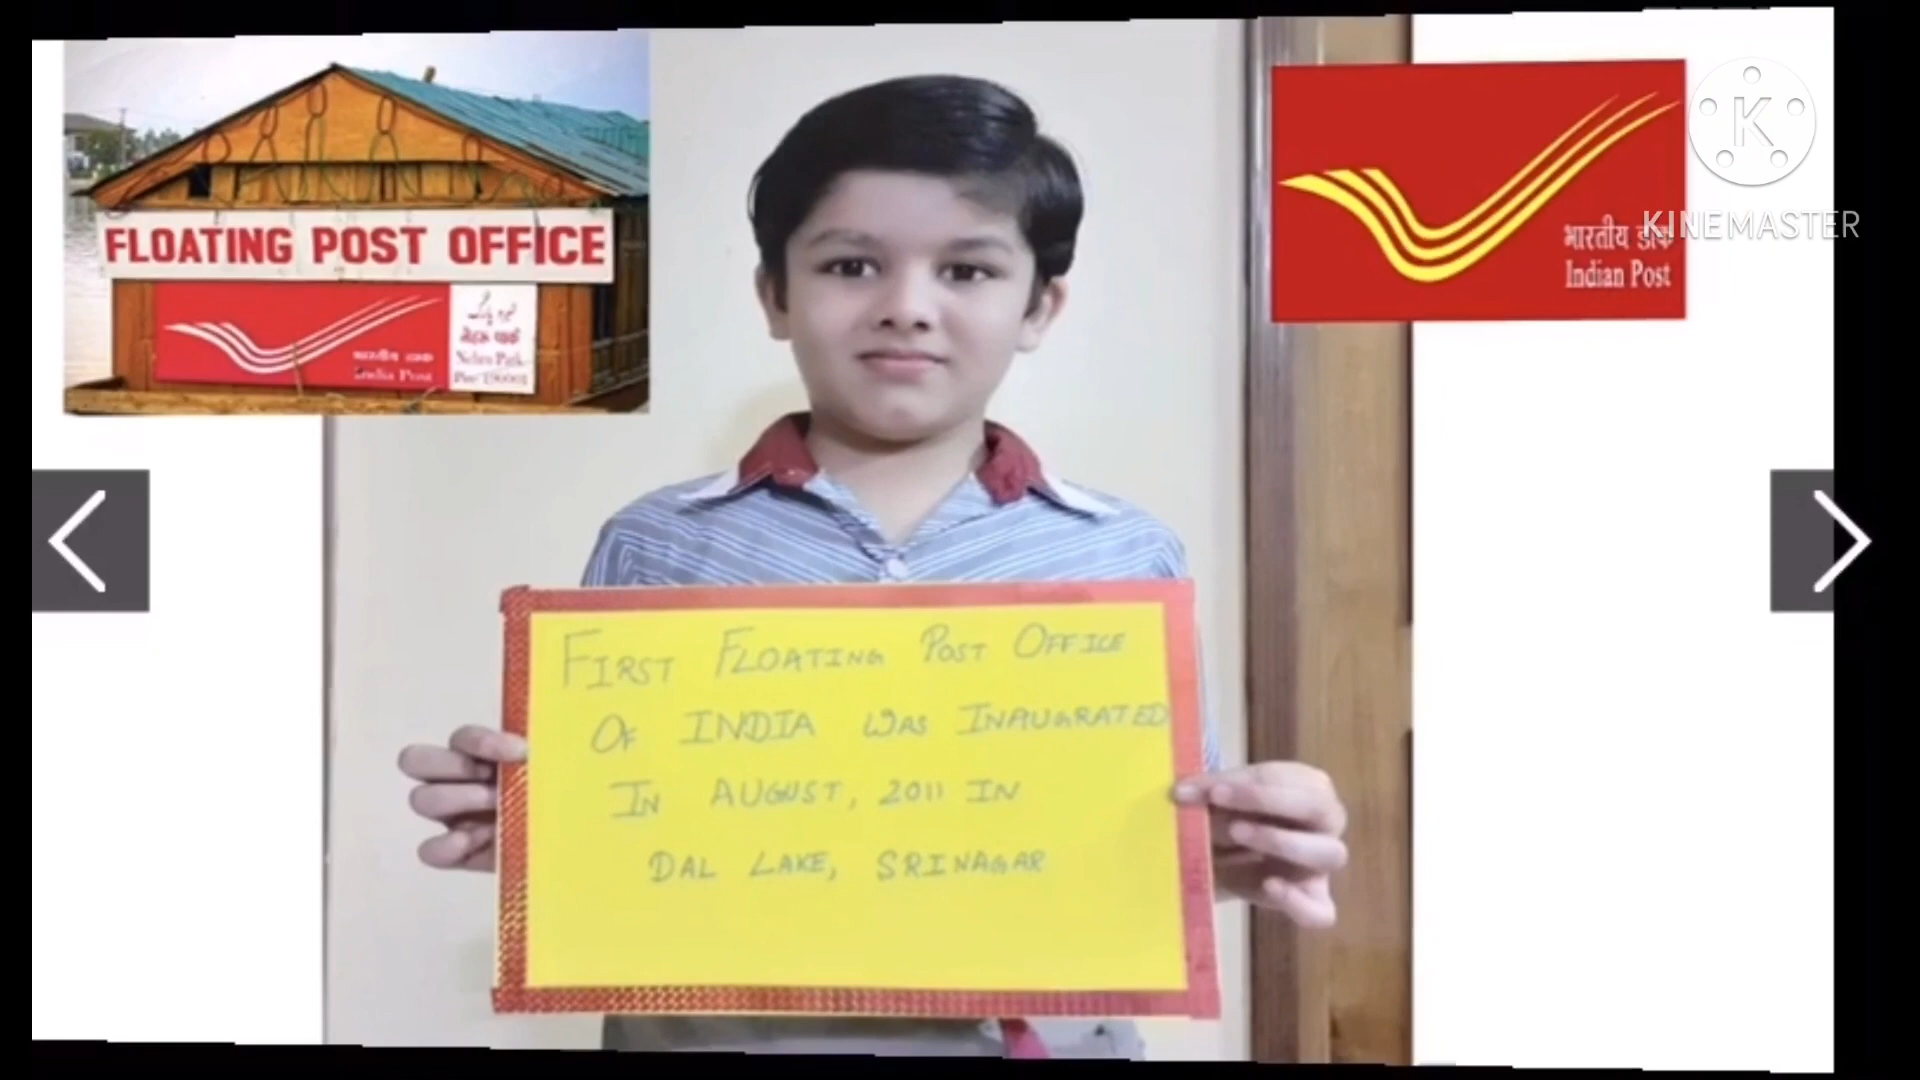 FLOATING POST OFFICE
India Post
Nehru Park
भारतीय डाक
Indian Post
KINEMASTER
FIRST FLOATING POST OFFICE
OF INDIA WAS INAUGRATED
IN AUGUST, 2011 IN
DAL LAKE, SRINAGAR